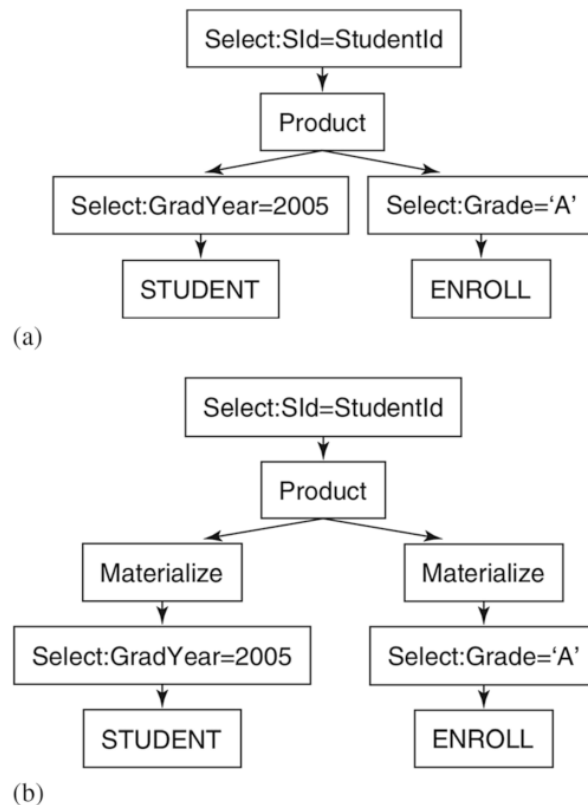 Select:SId=StudentId
Product
Select:GradYear=2005 Select:Grade=‘A’
STUDENT ENROLL
(a)
Select:SId=StudentId
Product
Materialize Materialize
Select:GradYear=2005 Select:Grade=‘A’
STUDENT ENROLL
(b)